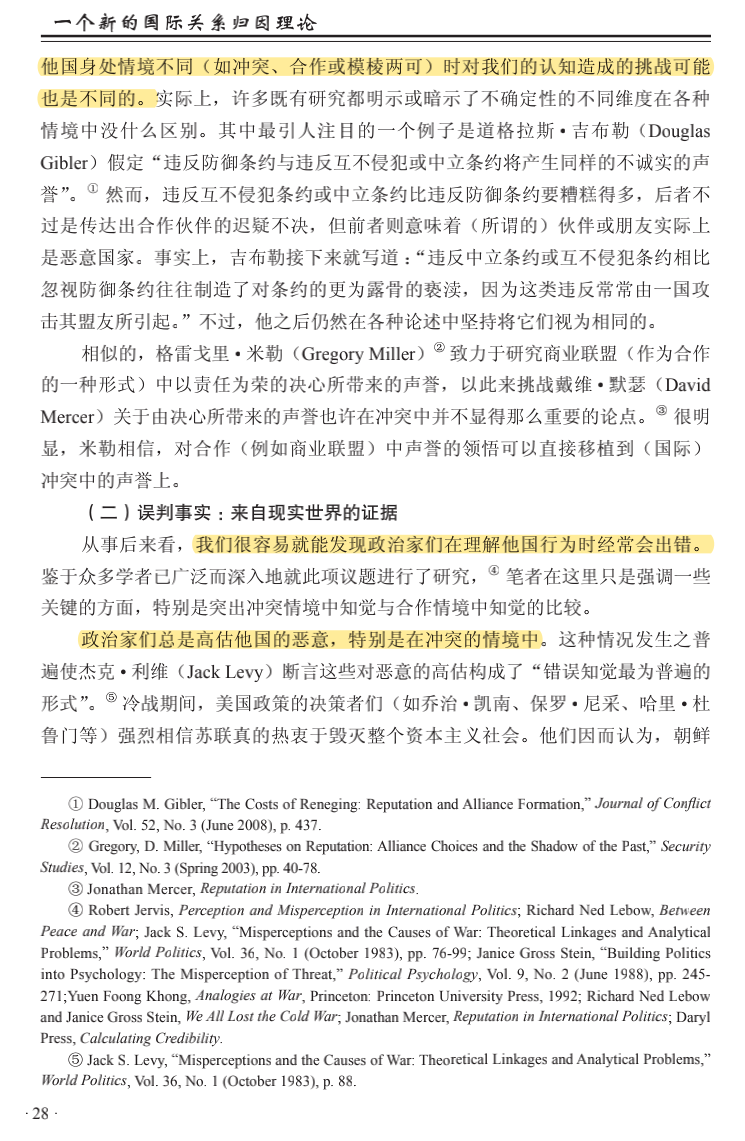 一个新的国际关系归因理论
他国身处情境不同（如冲突、合作或模棱两可）时对我们的认知造成的挑战可能
也是不同的。实际上，许多既有研究都明示或暗示了不确定性的不同维度在各种
情境中没什么区别。其中最引人注目的一个例子是道格拉斯·吉布勒（Douglas
Gibler）假定“违反防御条约与违反互不侵犯或中立条约将产生同样的不诚实的声
誉”。① 然而，违反互不侵犯条约或中立条约比违反防御条约要糟糕得多，后者不
过是传达出合作伙伴的迟疑不决，但前者则意味着（所谓的）伙伴或朋友实际上
是恶意国家。事实上，吉布勒接下来就写道：“违反中立条约或互不侵犯条约相比
忽视防御条约往往制造了对条约的更为露骨的亵渎，因为这类违反常常由一国攻
击其盟友所引起。”不过，他之后仍然在各种论述中坚持将它们视为相同的。
相似的，格雷戈里·米勒（Gregory Miller）② 致力于研究商业联盟（作为合作
的一种形式）中以责任为荣的决心所带来的声誉，以此来挑战戴维·默瑟（David
Mercer）关于由决心所带来的声誉也许在冲突中并不显得那么重要的论点。③ 很明
显，米勒相信，对合作（例如商业联盟）中声誉的领悟可以直接移植到（国际）
冲突中的声誉上。
（二）误判事实：来自现实世界的证据
从事后来看，我们很容易就能发现政治家们在理解他国行为时经常会出错。
鉴于众多学者已广泛而深入地就此项议题进行了研究，④ 笔者在这里只是强调一些
关键的方面，特别是突出冲突情境中知觉与合作情境中知觉的比较。
政治家们总是高估他国的恶意，特别是在冲突的情境中。这种情况发生之普
遍使杰克·利维（Jack Levy）断言这些对恶意的高估构成了“错误知觉最为普遍的
形式”。⑤ 冷战期间，美国政策的决策者们（如乔治·凯南、保罗·尼采、哈里·杜
鲁门等）强烈相信苏联真的热衷于毁灭整个资本主义社会。他们因而认为，朝鲜
① Douglas M. Gibler, “The Costs of Reneging: Reputation and Alliance Formation,” Journal of Conflict
Resolution, Vol. 52, No. 3 (June 2008), p. 437.
② Gregory, D. Miller, “Hypotheses on Reputation: Alliance Choices and the Shadow of the Past,” Security
Studies, Vol. 12, No. 3 (Spring 2003), pp. 40-78.
③ Jonathan Mercer, Reputation in International Politics.
④ Robert Jervis, Perception and Misperception in International Politics; Richard Ned Lebow, Between
Peace and War; Jack S. Levy, “Misperceptions and the Causes of War: Theoretical Linkages and Analytical
Problems,” World Politics, Vol. 36, No. 1 (October 1983), pp. 76-99; Janice Gross Stein, “Building Politics
into Psychology: The Misperception of Threat,” Political Psychology, Vol. 9, No. 2 (June 1988), pp. 245-
271;Yuen Foong Khong, Analogies at War, Princeton: Princeton University Press, 1992; Richard Ned Lebow
and Janice Gross Stein, We All Lost the Cold War; Jonathan Mercer, Reputation in International Politics; Daryl
Press, Calculating Credibility.
⑤ Jack S. Levy, “Misperceptions and the Causes of War: Theoretical Linkages and Analytical Problems,”
World Politics, Vol. 36, No. 1 (October 1983), p. 88.
· 28 ·